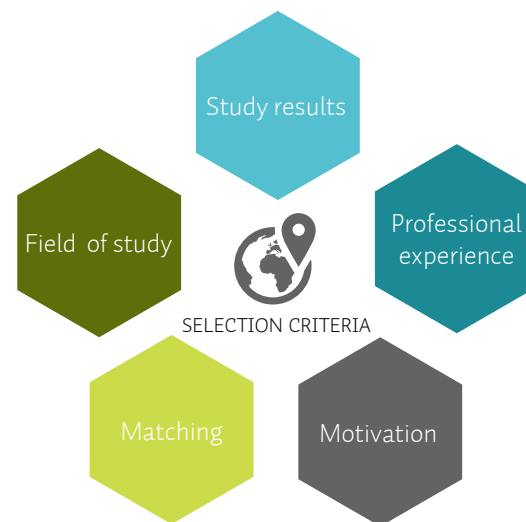 Study results
Field of study
Professional
experience
SELECTION CRITERIA
Matching
Motivation